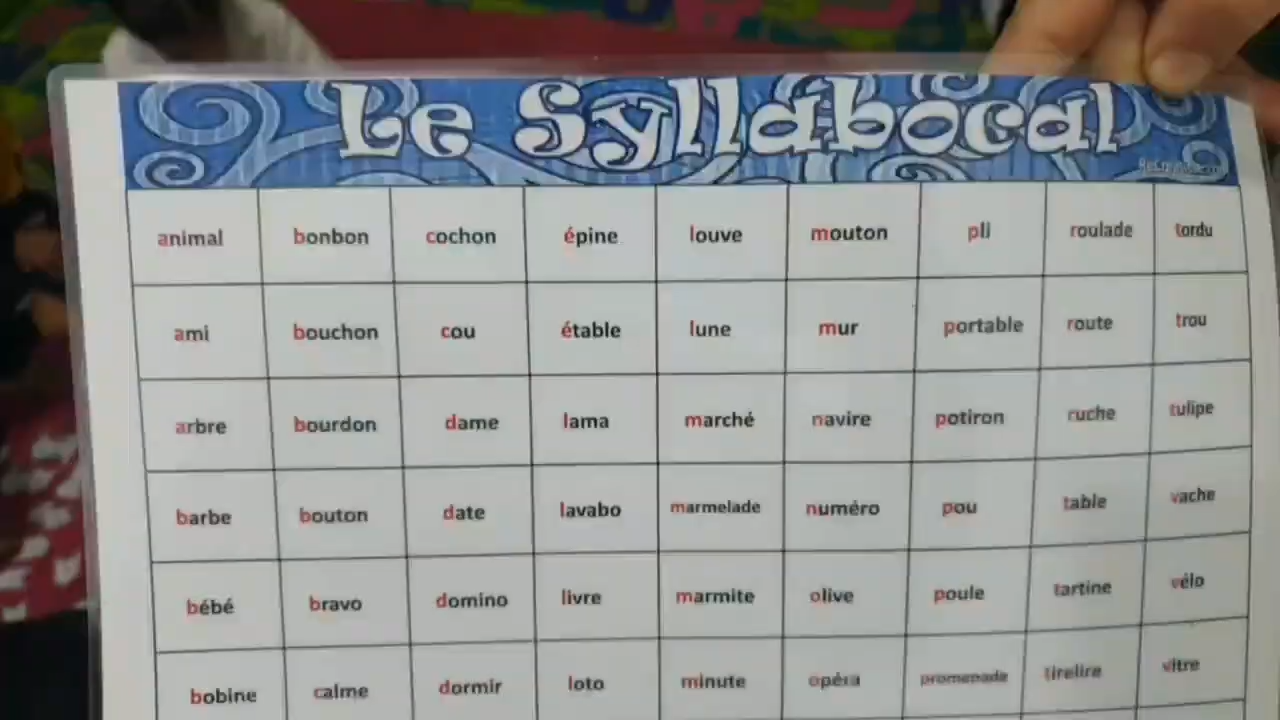 Le Syllabocal
animal bonbon cochon épine louve mouton pli roulade tordu
ami bouchon cou étable lune mur portable route trou
arbre bourdon dame lama marché navire potiron ruche tulipe
barbe bouton date lavabo marmelade numéro pou table vache
bébé bravo domino livre marmite olive poule tartine vélo
bobine calme dormir loto minute opéra promenade tirelire vitre